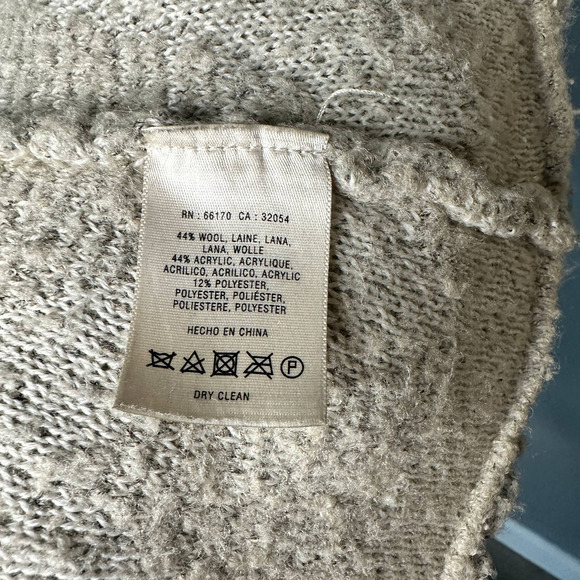 RN : 66170 CA : 32054
44% WOOL, LAINE, LANA,
LANA, WOLLE
44% ACRYLIC, ACRYLIQUE,
ACRILICO, ACRILICO, ACRYLIC
12% POLYESTER,
POLYESTER, POLIÉSTER,
POLIESTERE, POLYESTER
HECHO EN CHINA
P
DRY CLEAN